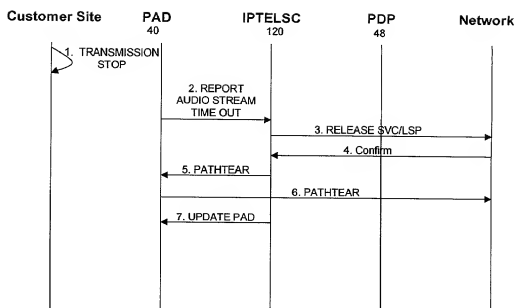 Customer Site PAD IPTELSC PDP Network
40 120 48
1. TRANSMISSION
STOP
2. REPORT
AUDIO STREAM
TIME OUT
3. RELEASE SVC/LSP
4. Confirm
5. PATHTEAR
6. PATHTEAR
7. UPDATE PAD